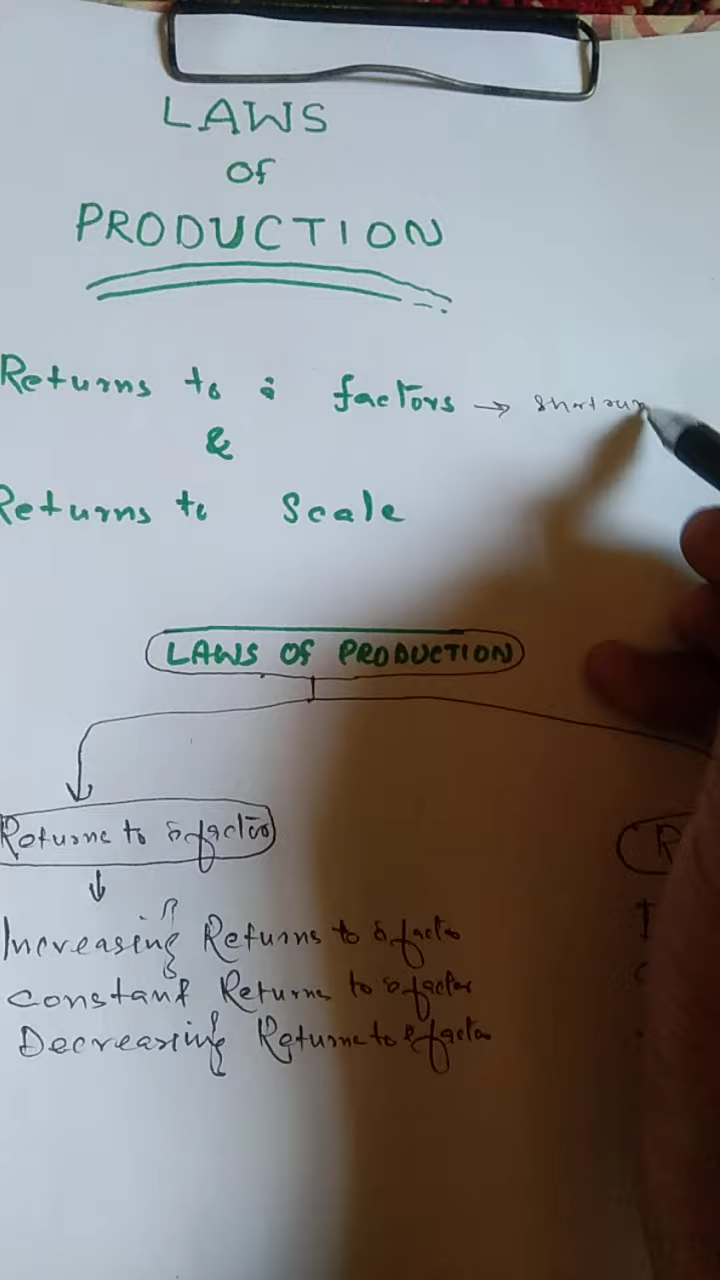 LAWS
Of
PRODUCTION
Returns to a factors → Short run
&
Returns to Scale
LAWS OF PRODUCTION
Returns to a factor
R
Increasing Returns to a factor
Constant Returns to a factor
Decreasing Returns to a factor